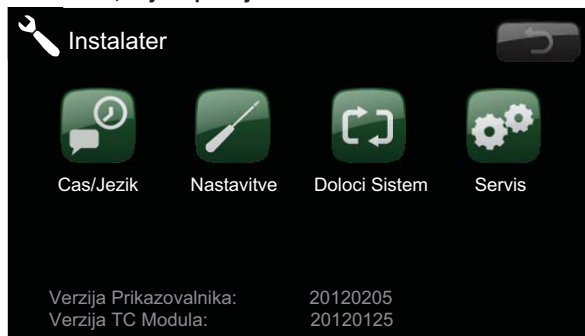 Instalater
Cas/Jezik Nastavitve Doloci Sistem Servis
Verzija Prikazovalnika: 20120205
Verzija TC Modula: 20120125